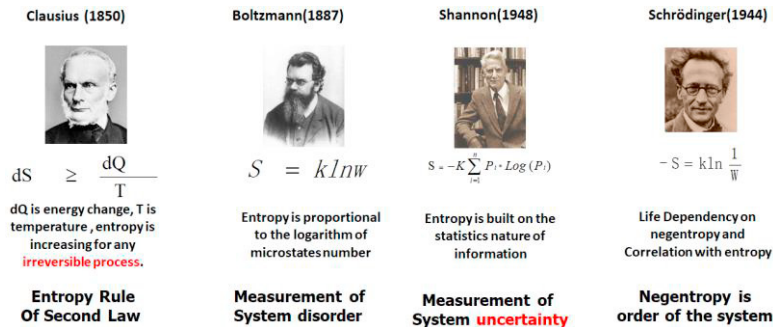 Clausius (1850)
dS ≥ dQ
T
dQ is energy change, T is
temperature , entropy is
increasing for any
irreversible process.
Entropy Rule
Of Second Law
Boltzmann(1887)
S = klnw
Entropy is proportional
to the logarithm of
microstates number
Measurement of
System disorder
Shannon(1948)
n
S = -K∑ Pi * Log (Pi)
i=1
Entropy is built on the
statistics nature of
information
Measurement of
System uncertainty
Schrödinger(1944)
- S = kln 1
W
Life Dependency on
negentropy and
Correlation with entropy
Negentropy is
order of the system